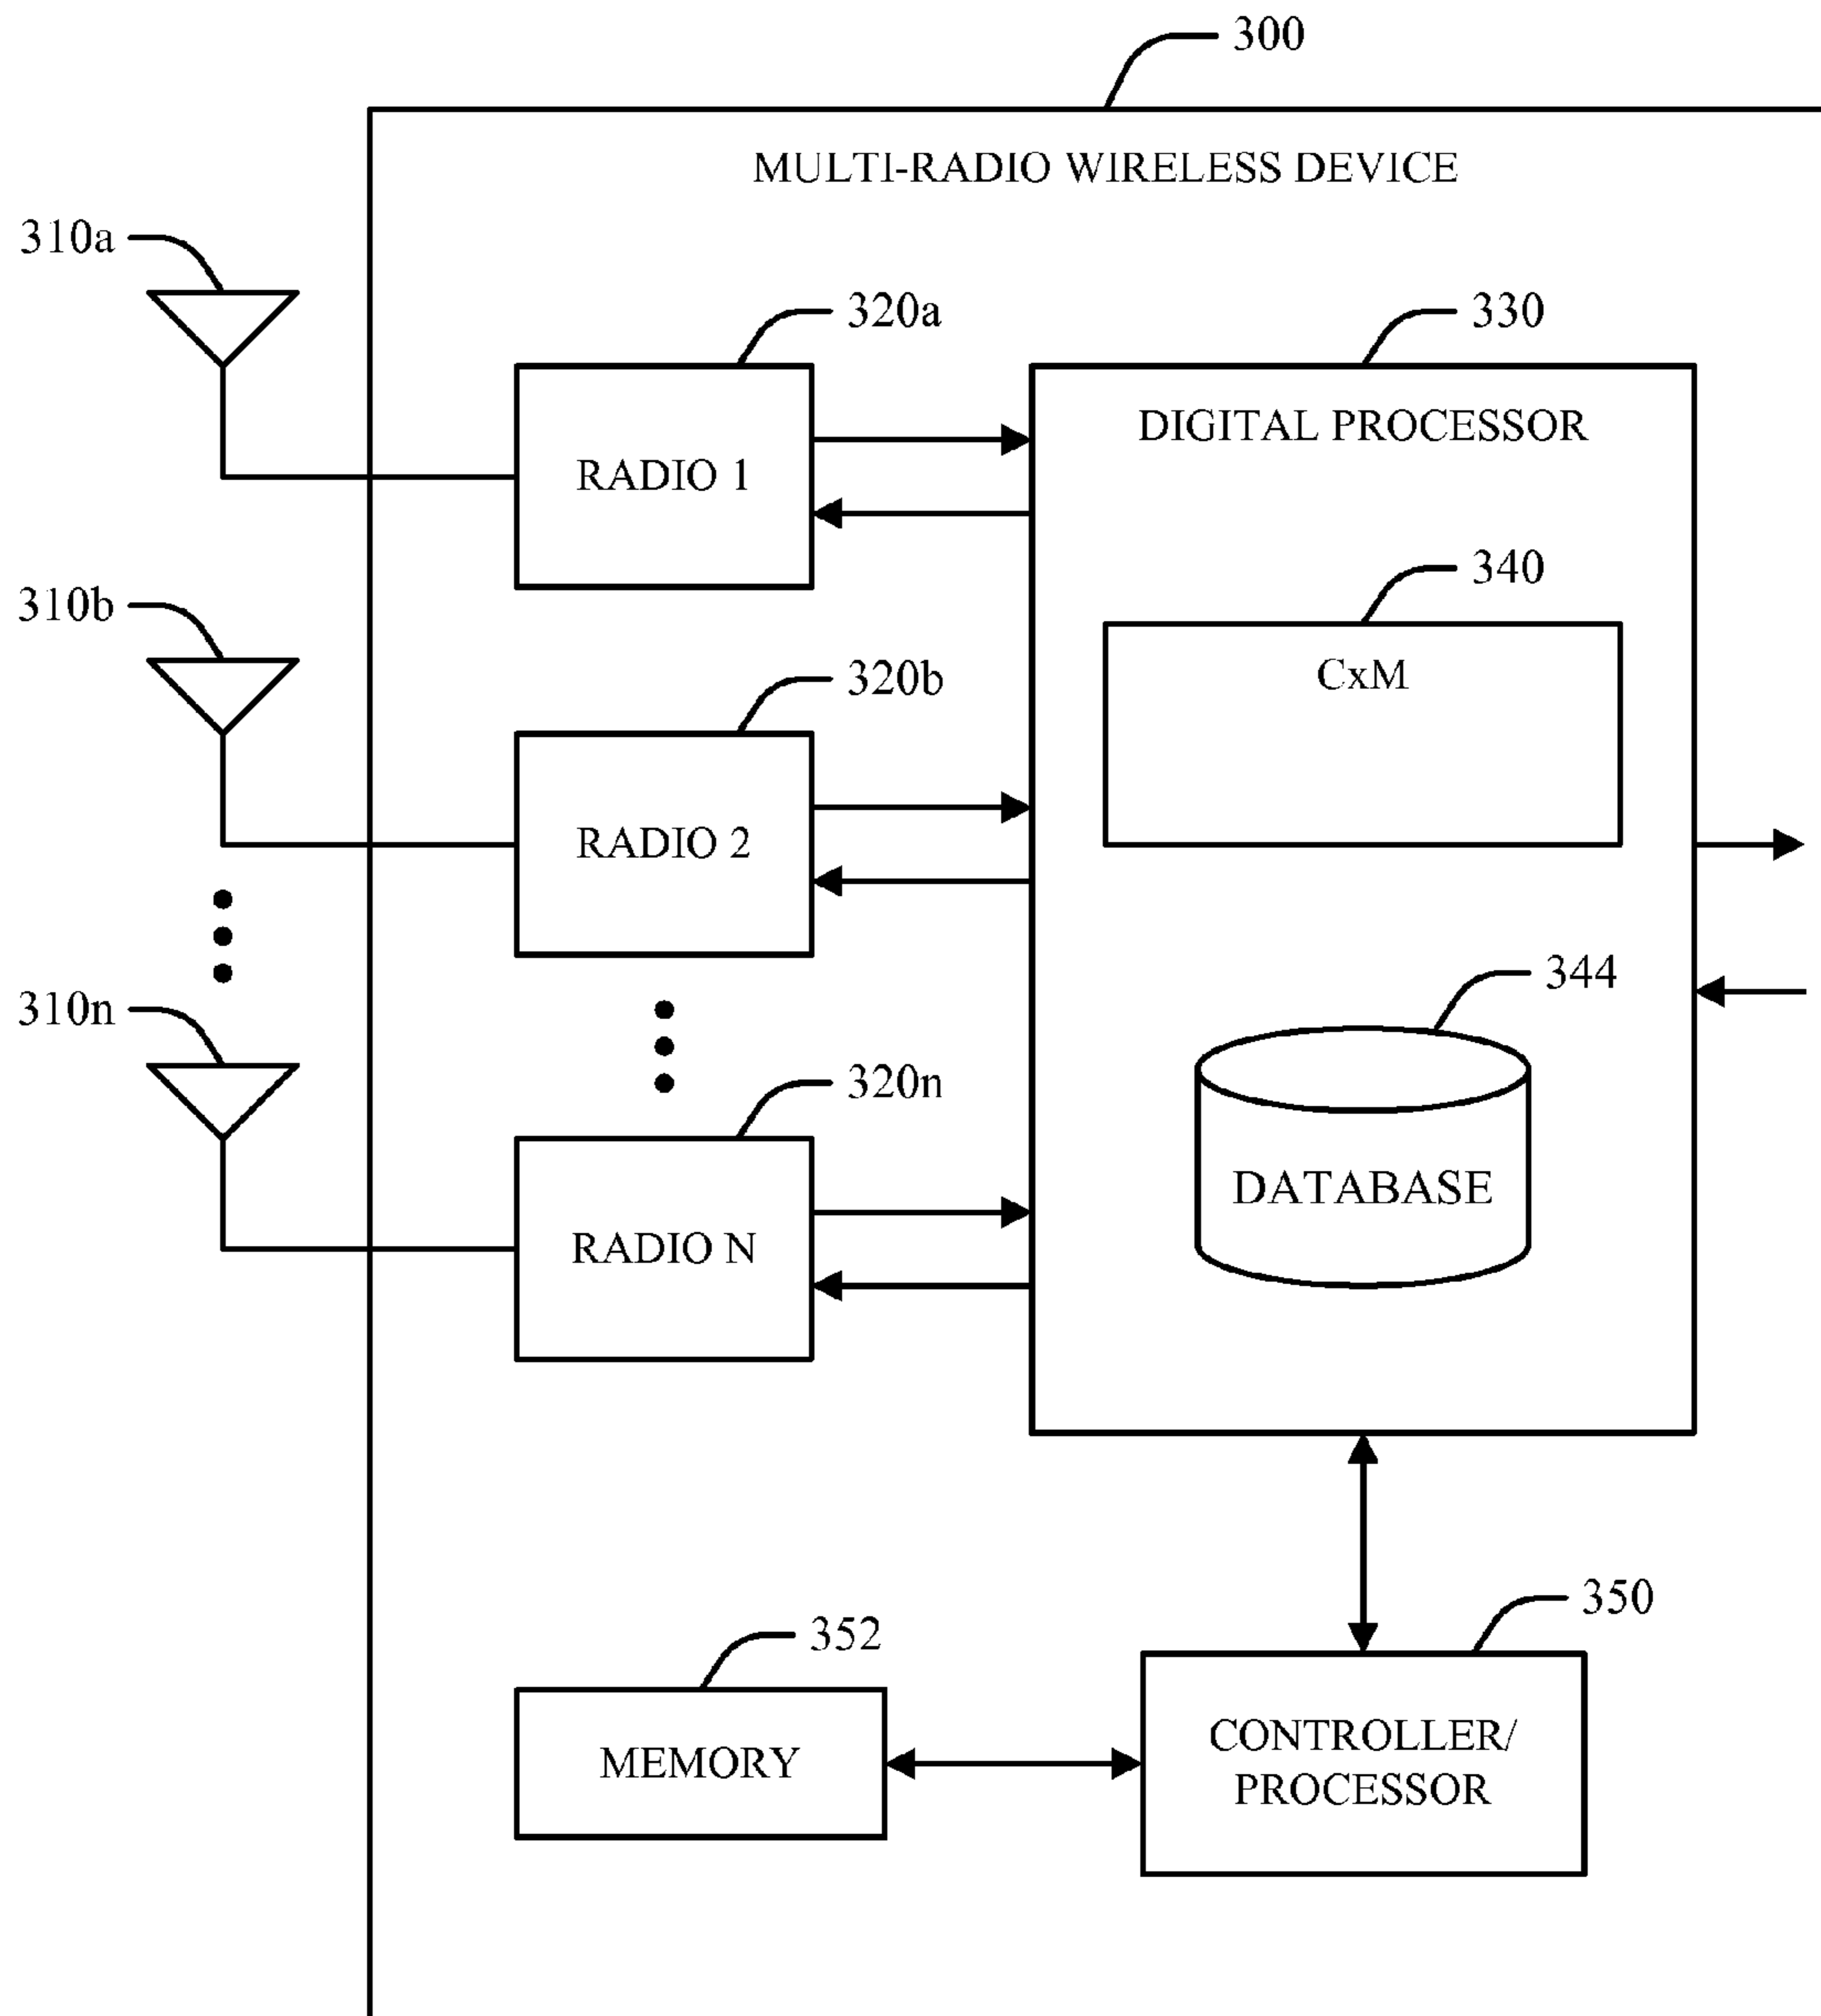 300
MULTI-RADIO WIRELESS DEVICE
310a
320a
330
RADIO 1
DIGITAL PROCESSOR
340
CxM
310b
320b
RADIO 2
344
DATABASE
310n
320n
RADIO N
350
352
MEMORY
CONTROLLER/
PROCESSOR